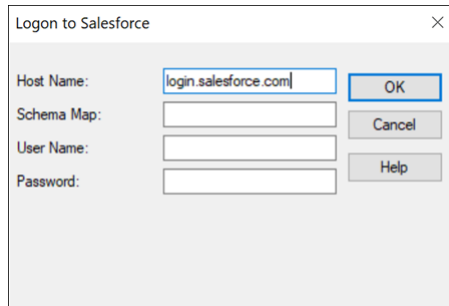 Logon to Salesforce
Host Name: login.salesforce.com OK
Schema Map: Cancel
User Name:
Help
Password: